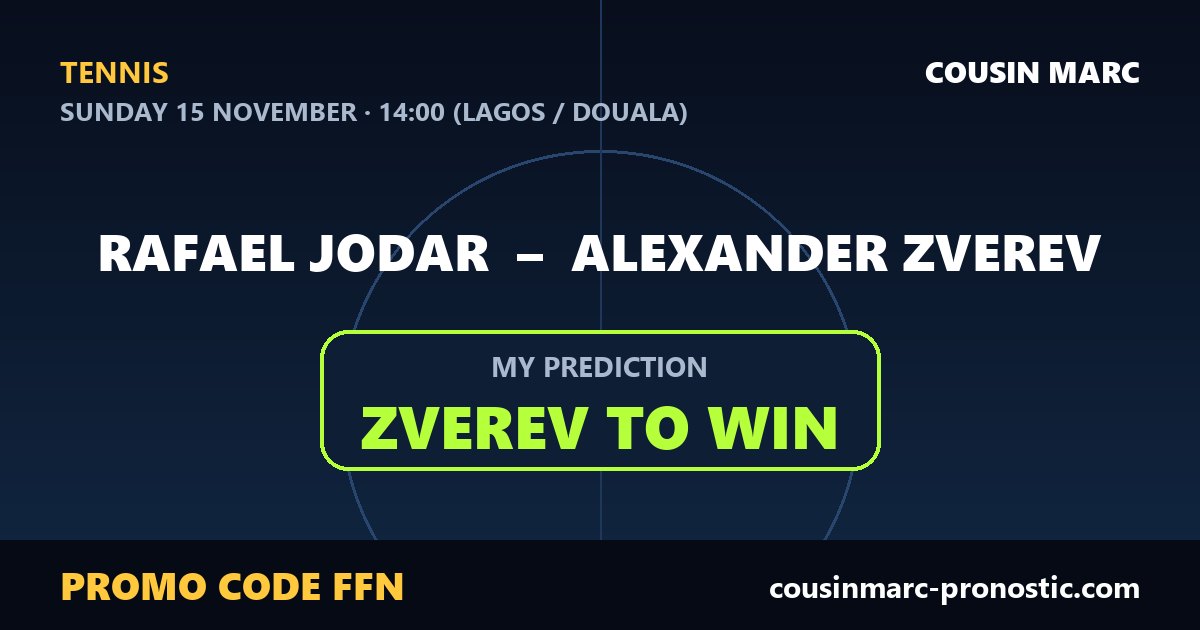 TENNIS
COUSIN MARC
SUNDAY 15 NOVEMBER · 14:00 (LAGOS / DOUALA)
RAFAEL JODAR – ALEXANDER ZVEREV
MY PREDICTION
ZVEREV TO WIN
PROMO CODE FFN
cousinmarc-pronostic.com